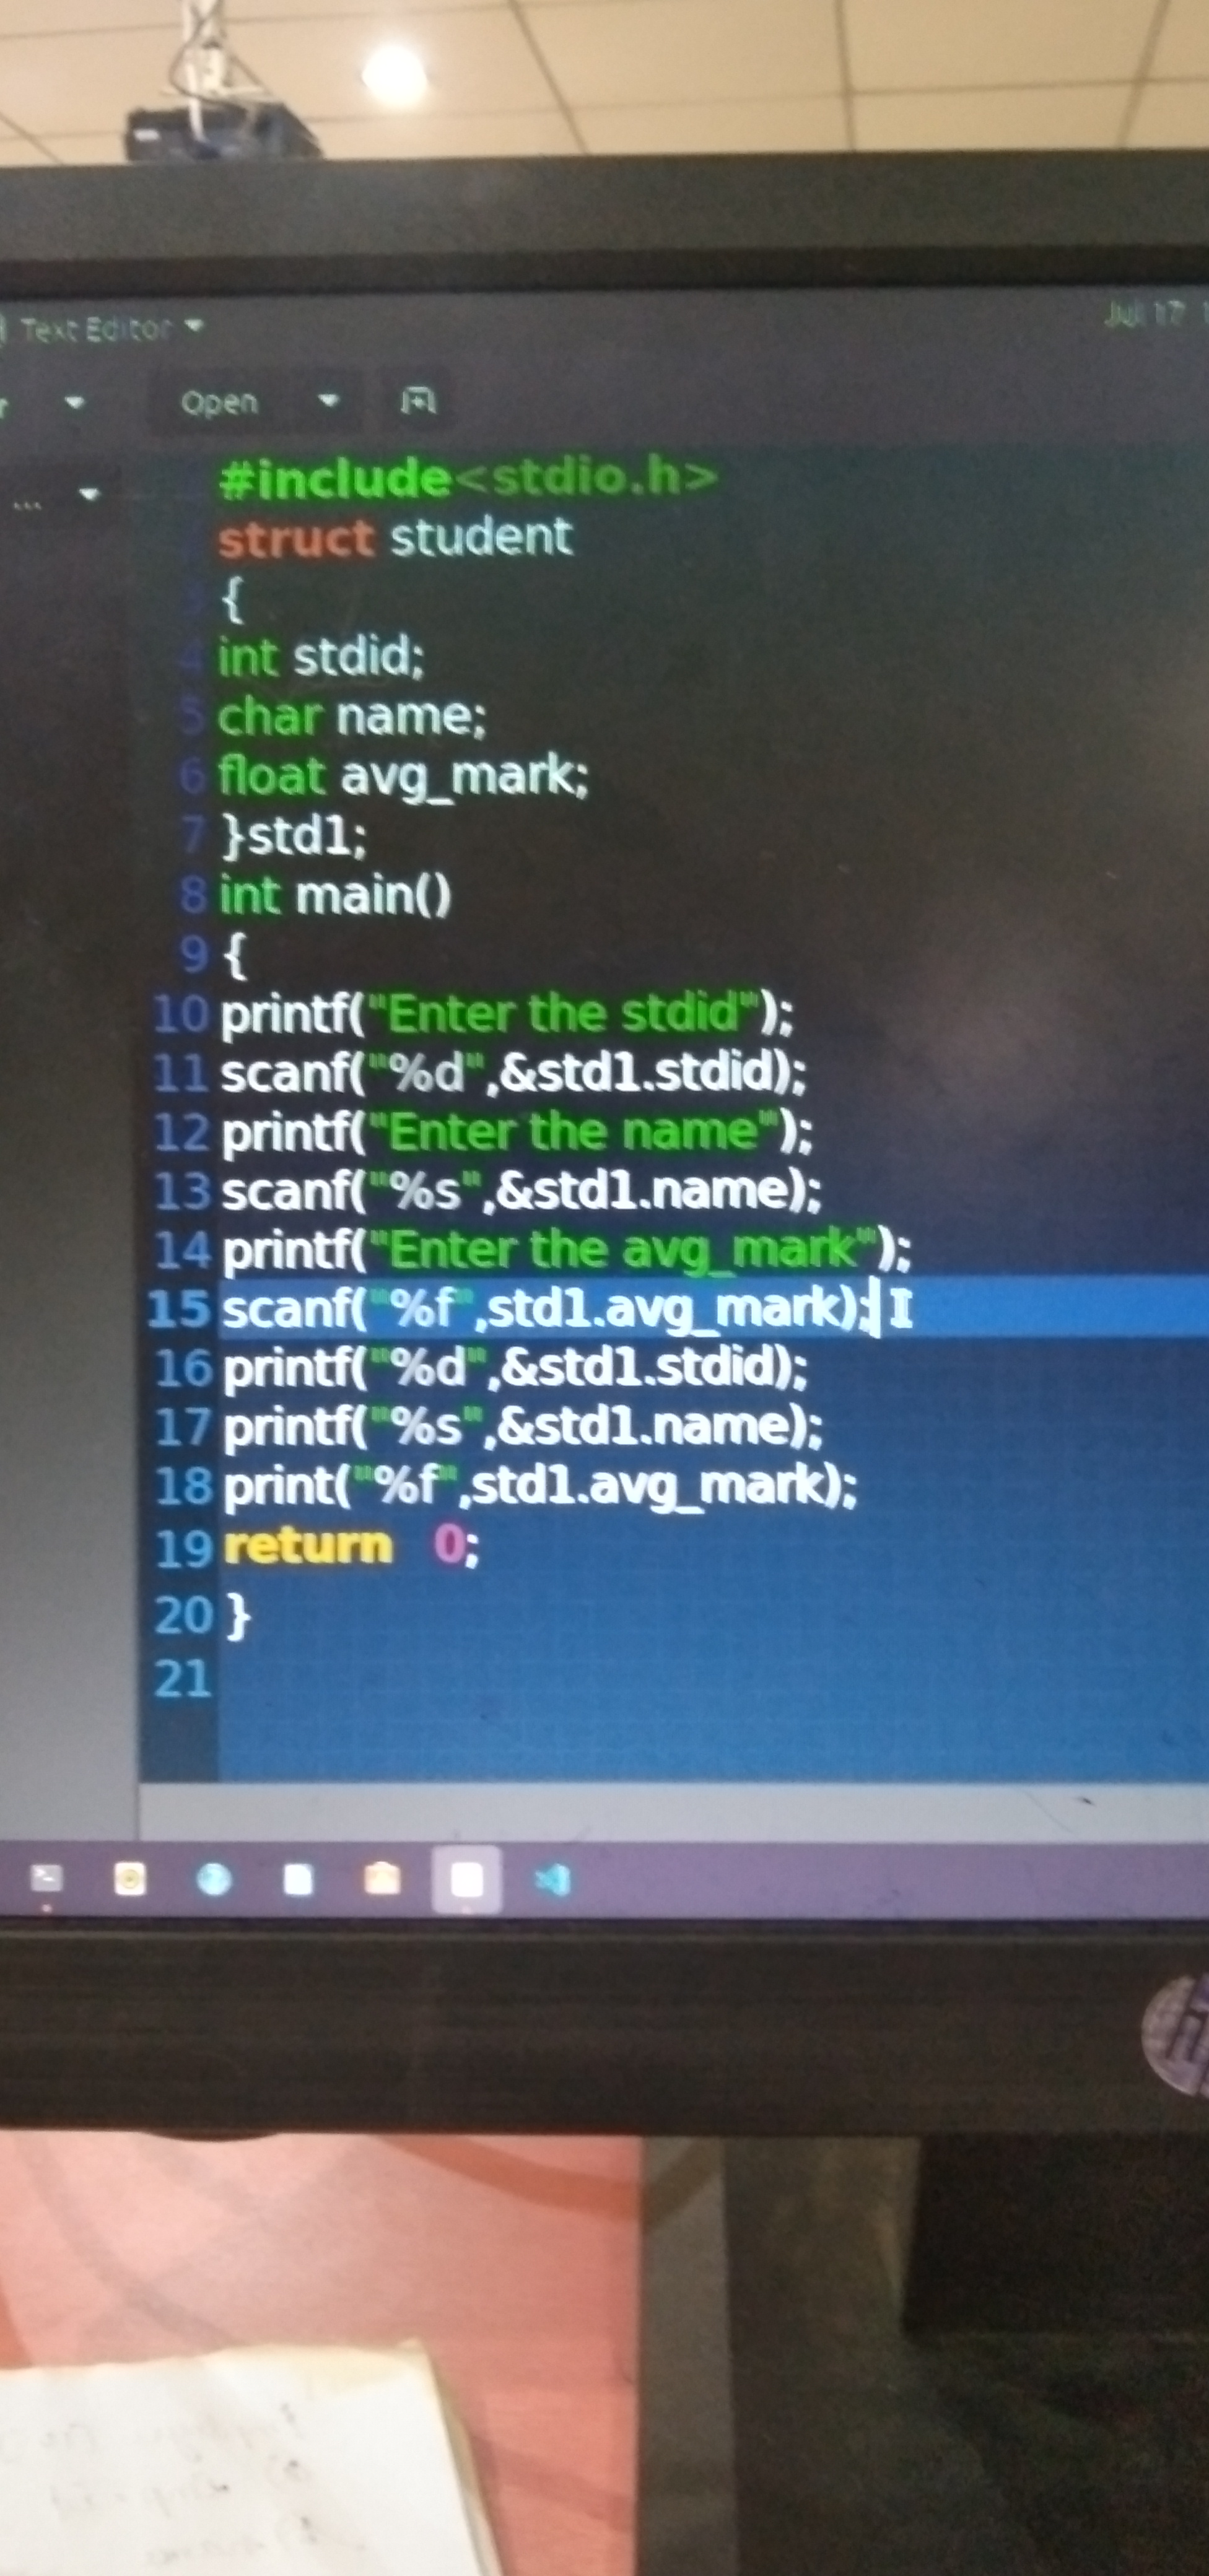 Text Editor
Jul 17
Open
#include<stdio.h>
struct student
{
4 int stdid;
5 char name;
6 float avg_mark;
7 }std1;
8 int main()
9 {
10 printf("Enter the stdid");
11 scanf("%d",&std1.stdid);
12 printf("Enter the name");
13 scanf("%s",&std1.name);
14 printf("Enter the avg_mark");
15 scanf("%f",std1.avg_mark);
16 printf("%d",&std1.stdid);
17 printf("%s",&std1.name);
18 print("%f",std1.avg_mark);
19 return 0;
20 }
21
hp